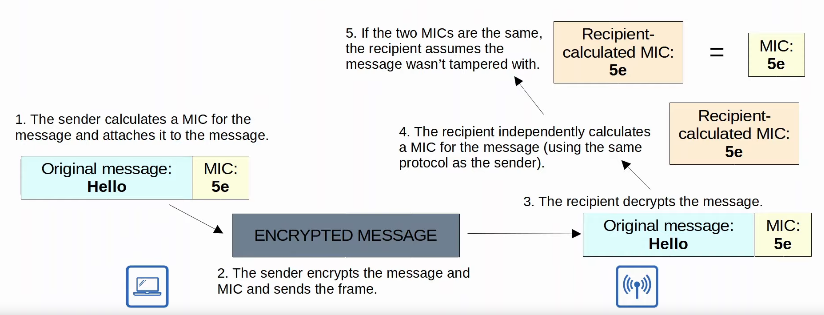 1. The sender calculates a MIC for the
message and attaches it to the message.
Original message:
Hello
MIC:
5e
ENCRYPTED MESSAGE
2. The sender encrypts the message and
MIC and sends the frame.
3. The recipient decrypts the message.
Original message:
Hello
MIC:
5e
4. The recipient independently calculates
a MIC for the message (using the same
protocol as the sender).
Recipient-
calculated MIC:
5e
5. If the two MICs are the same,
the recipient assumes the
message wasn't tampered with.
Recipient-
calculated MIC:
5e
=
MIC:
5e